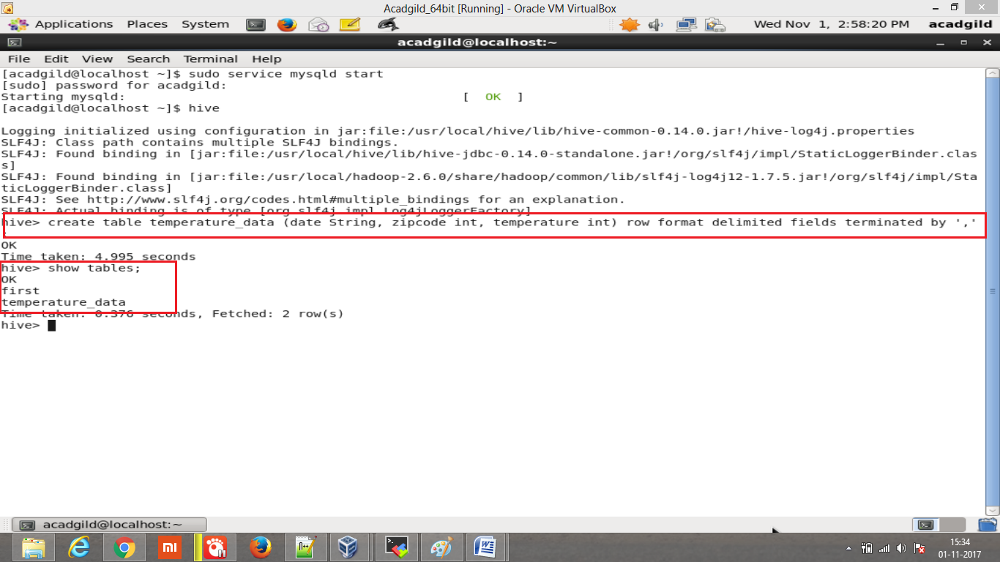 Acadgild_64bit [Running] - Oracle VM VirtualBox
Applications Places System Wed Nov 1, 2:58:20 PM acadgild
acadgild@localhost:~
File Edit View Search Terminal Help
[acadgild@localhost ~]$ sudo service mysqld start
[sudo] password for acadgild:
Starting mysqld: [ OK ]
[acadgild@localhost ~]$ hive
Logging initialized using configuration in jar:file:/usr/local/hive/lib/hive-common-0.14.0.jar!/hive-log4j.properties
SLF4J: Class path contains multiple SLF4J bindings.
SLF4J: Found binding in [jar:file:/usr/local/hive/lib/hive-jdbc-0.14.0-standalone.jar!/org/slf4j/impl/StaticLoggerBinder.clas
s]
SLF4J: Found binding in [jar:file:/usr/local/hadoop-2.6.0/share/hadoop/common/lib/slf4j-log4j12-1.7.5.jar!/org/slf4j/impl/Sta
ticLoggerBinder.class]
SLF4J: See http://www.slf4j.org/codes.html#multiple_bindings for an explanation.
SLF4J: Actual binding is of type [org.slf4j.impl.Log4jLoggerFactory]
hive> create table temperature_data (date String, zipcode int, temperature int) row format delimited fields terminated by ','
OK
Time taken: 4.995 seconds
hive> show tables;
OK
first
temperature_data
Time taken: 0.376 seconds, Fetched: 2 row(s)
hive>
acadgild@localhost:~
mi
n++
15:34
01-11-2017